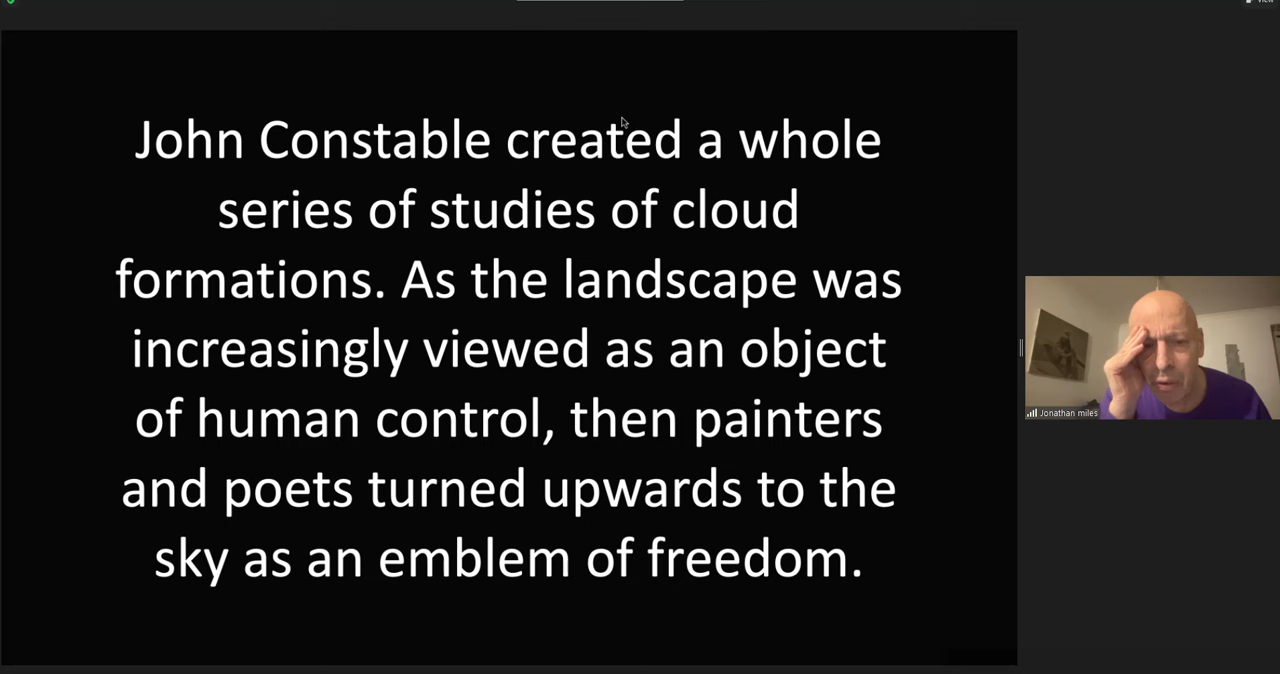 John Constable created a whole
series of studies of cloud
formations. As the landscape was
increasingly viewed as an object
of human control, then painters
and poets turned upwards to the
sky as an emblem of freedom.
Jonathan miles